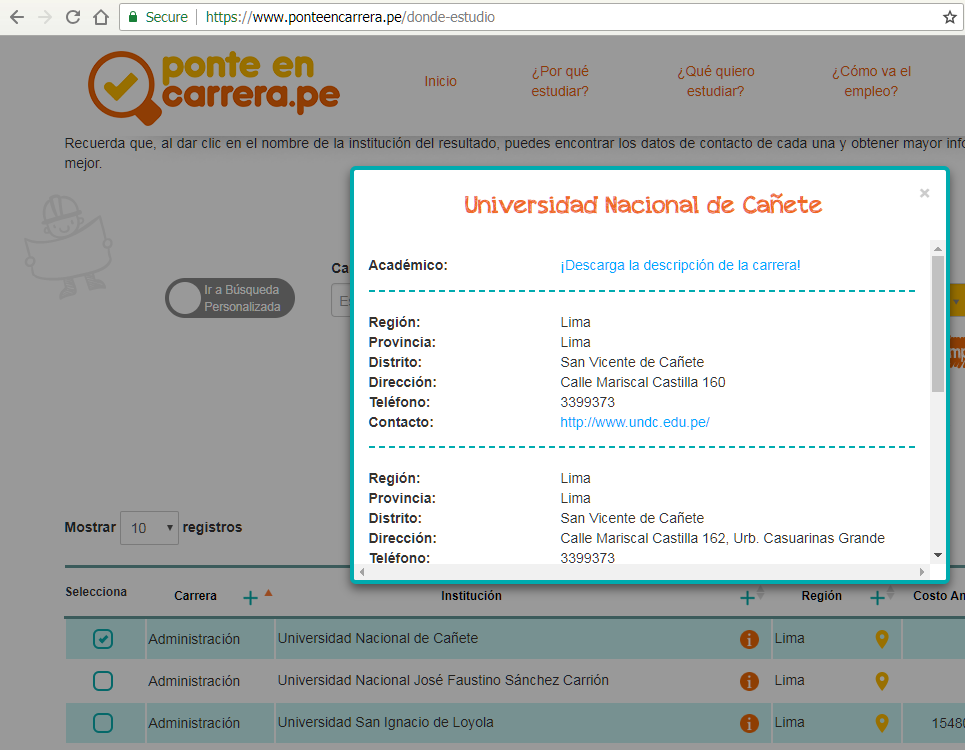 Secure
https://www.ponteencarrera.pe/donde-estudio
ponte en
carrera.pe
Inicio
¿Por qué
estudiar?
¿Qué quiero
estudiar?
¿Cómo va el
empleo?
Recuerda que, al dar clic en el nombre de la institución del resultado, puedes encontrar los datos de contacto de cada una y obtener mayor info
mejor.
Ir a Búsqueda
Personalizada
Ca
Universidad Nacional de Cañete
×
Académico: ¡Descarga la descripción de la carrera!
Región: Lima
Provincia: Lima
Distrito: San Vicente de Cañete
Dirección: Calle Mariscal Castilla 160
Teléfono: 3399373
Contacto: http://www.undc.edu.pe/
Región: Lima
Provincia: Lima
Distrito: San Vicente de Cañete
Dirección: Calle Mariscal Castilla 162, Urb. Casuarinas Grande
Teléfono: 3399373
Mostrar 10 registros
Selecciona Carrera Institución Región Costo An
Administración Universidad Nacional de Cañete Lima
Administración Universidad Nacional José Faustino Sánchez Carrión Lima
Administración Universidad San Ignacio de Loyola Lima 15480